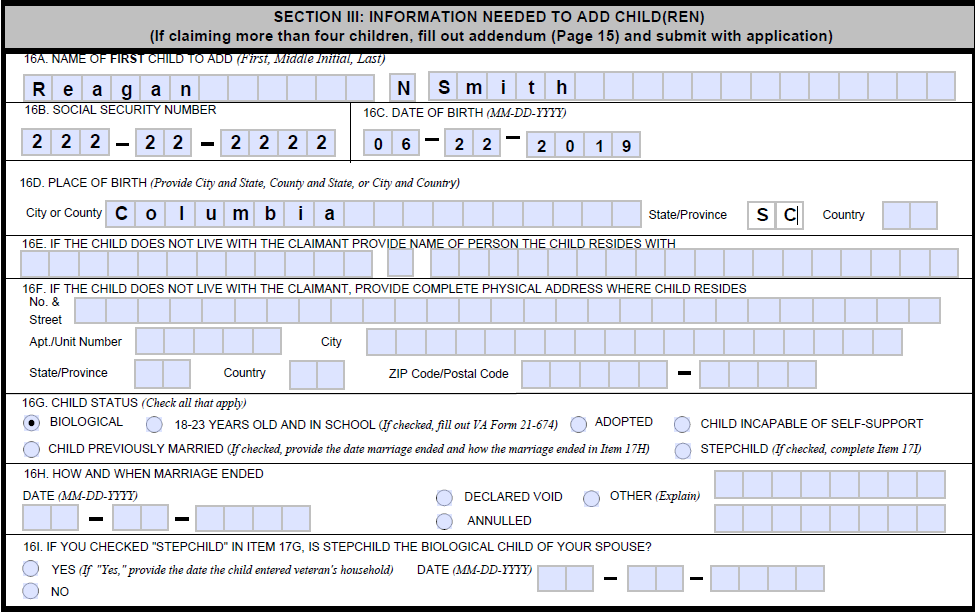 SECTION III: INFORMATION NEEDED TO ADD CHILD(REN)
(If claiming more than four children, fill out addendum (Page 15) and submit with application)
16A. NAME OF FIRST CHILD TO ADD (First, Middle Initial, Last)
Reagan N Smith
16B. SOCIAL SECURITY NUMBER 16C. DATE OF BIRTH (MM-DD-YYYY)
222-22-2222 06-22-2019
16D. PLACE OF BIRTH (Provide City and State, County and State, or City and Country)
City or County Columbia State/Province SC Country
16E. IF THE CHILD DOES NOT LIVE WITH THE CLAIMANT PROVIDE NAME OF PERSON THE CHILD RESIDES WITH
16F. IF THE CHILD DOES NOT LIVE WITH THE CLAIMANT, PROVIDE COMPLETE PHYSICAL ADDRESS WHERE CHILD RESIDES
No. &
Street
Apt./Unit Number City
State/Province Country ZIP Code/Postal Code
16G. CHILD STATUS (Check all that apply)
BIOLOGICAL 18-23 YEARS OLD AND IN SCHOOL (If checked, fill out VA Form 21-674) ADOPTED CHILD INCAPABLE OF SELF-SUPPORT
CHILD PREVIOUSLY MARRIED (If checked, provide the date marriage ended and how the marriage ended in Item 17H) STEPCHILD (If checked, complete Item 17I)
16H. HOW AND WHEN MARRIAGE ENDED
DATE (MM-DD-YYYY) DECLARED VOID OTHER (Explain)
ANNULLED
16I. IF YOU CHECKED "STEPCHILD" IN ITEM 17G, IS STEPCHILD THE BIOLOGICAL CHILD OF YOUR SPOUSE?
YES (If "Yes," provide the date the child entered veteran's household) DATE (MM-DD-YYYY)
NO